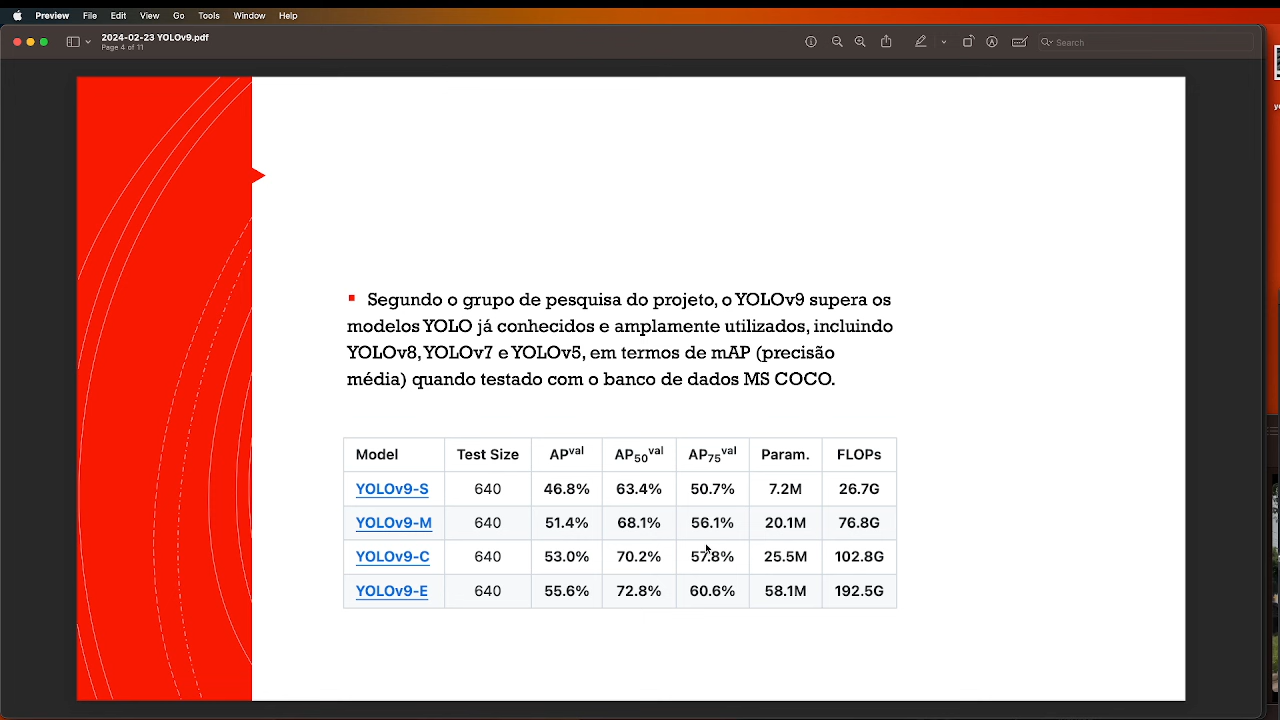 Preview File Edit View Go Tools Window Help
2024-02-23 YOLOv9.pdf
Page 4 of 11
Search
Segundo o grupo de pesquisa do projeto, o YOLOv9 supera os
modelos YOLO já conhecidos e amplamente utilizados, incluindo
YOLOv8, YOLOv7 e YOLOv5, em termos de mAP (precisão
média) quando testado com o banco de dados MS COCO.
Model Test Size APval AP50val AP75val Param. FLOPs
YOLOv9-S 640 46.8% 63.4% 50.7% 7.2M 26.7G
YOLOv9-M 640 51.4% 68.1% 56.1% 20.1M 76.8G
YOLOv9-C 640 53.0% 70.2% 57.8% 25.5M 102.8G
YOLOv9-E 640 55.6% 72.8% 60.6% 58.1M 192.5G